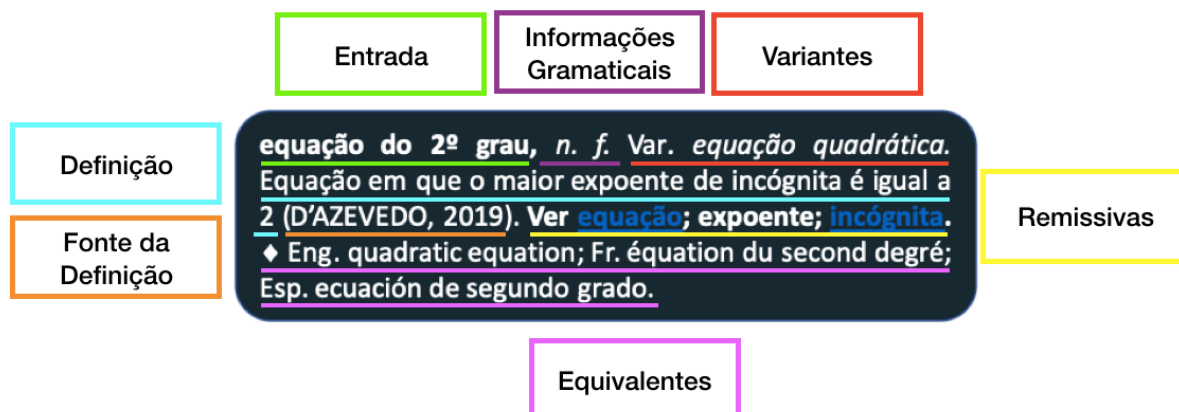 Entrada
Informações
Gramaticais
Variantes
Definição
Fonte da
Definição
equação do 2º grau, n. f. Var. equação quadrática.
Equação em que o maior expoente de incógnita é igual a
2 (D'AZEVEDO, 2019). Ver equação; expoente; incógnita.
♦ Eng. quadratic equation; Fr. équation du second degré;
Esp. ecuación de segundo grado.
Remissivas
Equivalentes